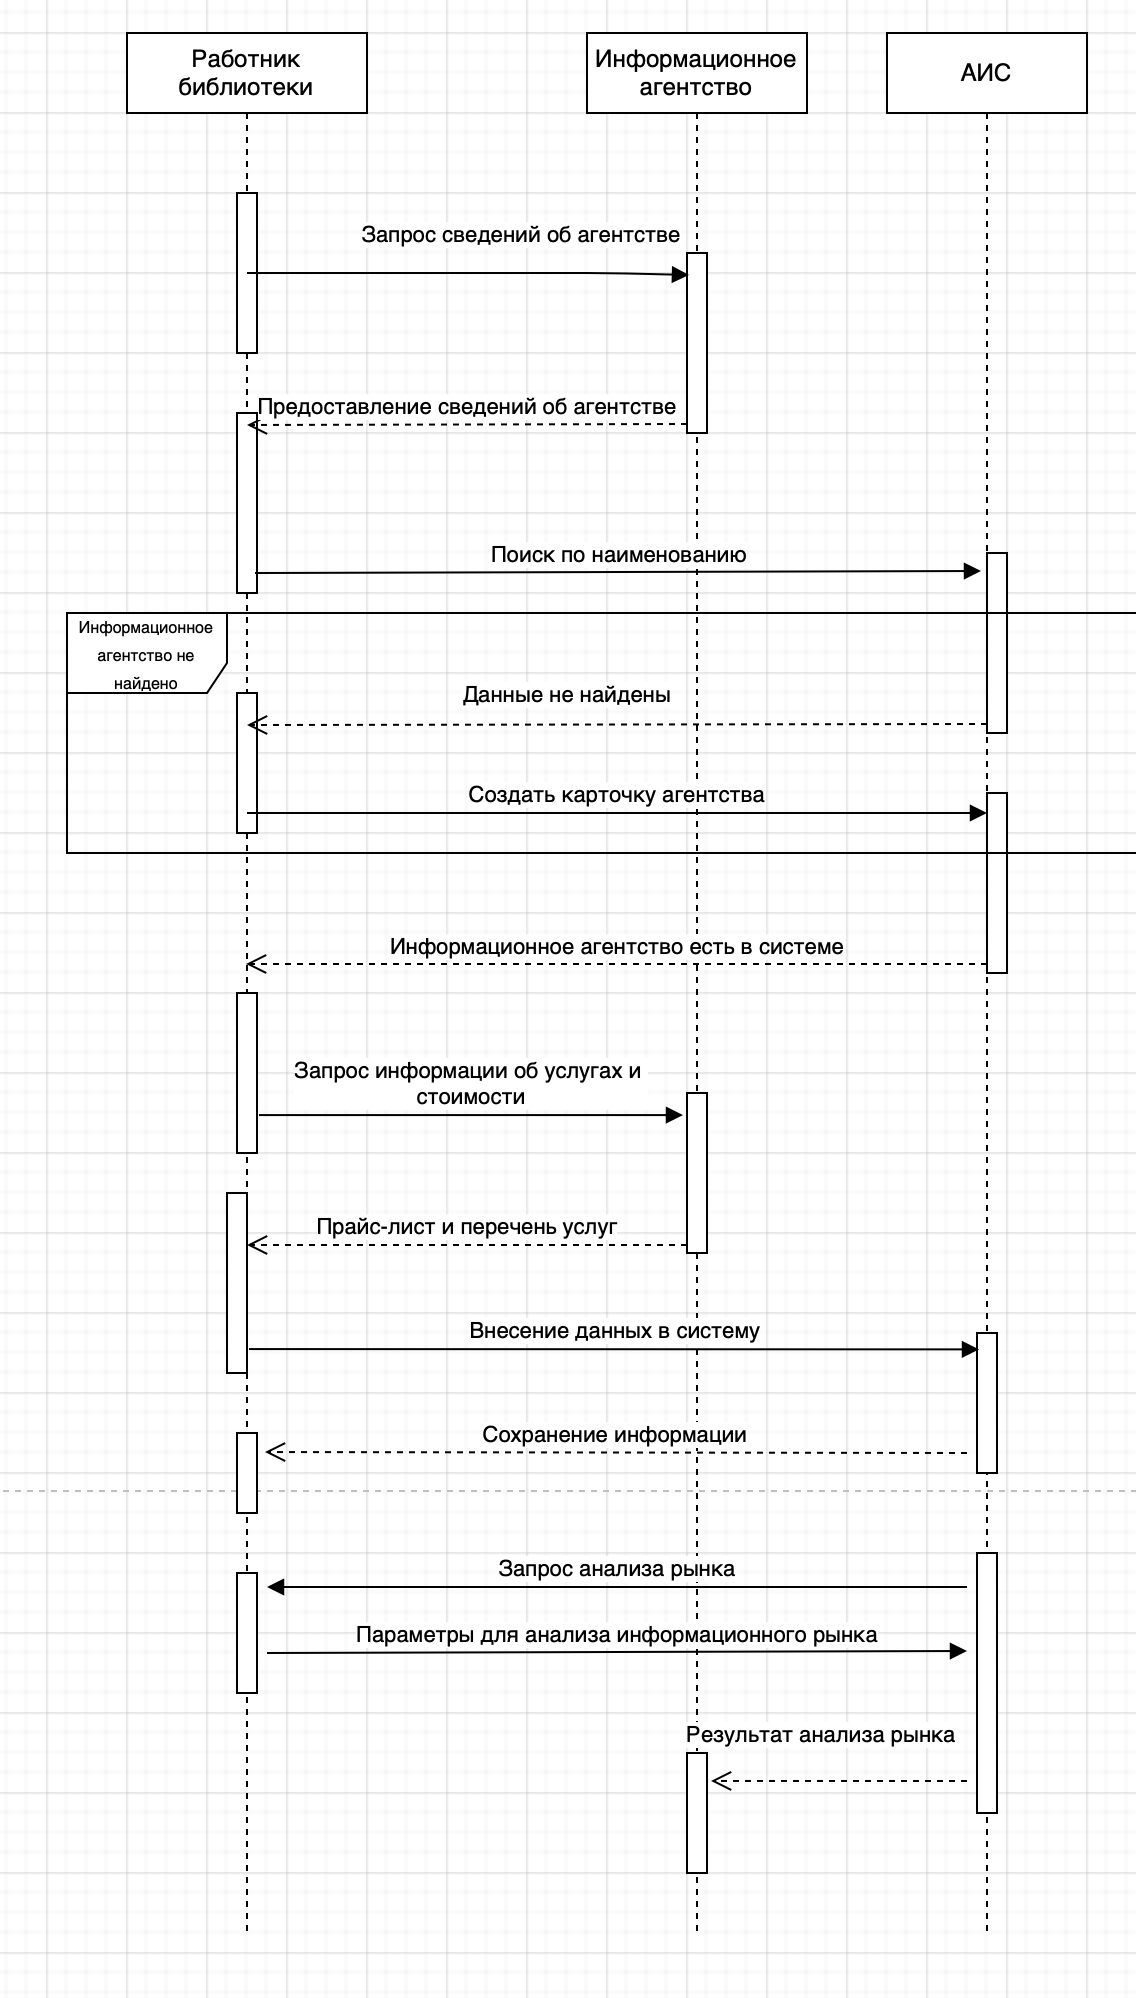 Работник
библиотеки
Информационное
агентство
АИС
Запрос сведений об агентстве
Предоставление сведений об агентстве
Поиск по наименованию
Информационное
агентство не
найдено
Данные не найдены
Создать карточку агентства
Информационное агентство есть в системе
Запрос информации об услугах и
стоимости
Прайс-лист и перечень услуг
Внесение данных в систему
Сохранение информации
Запрос анализа рынка
Параметры для анализа информационного рынка
Результат анализа рынка